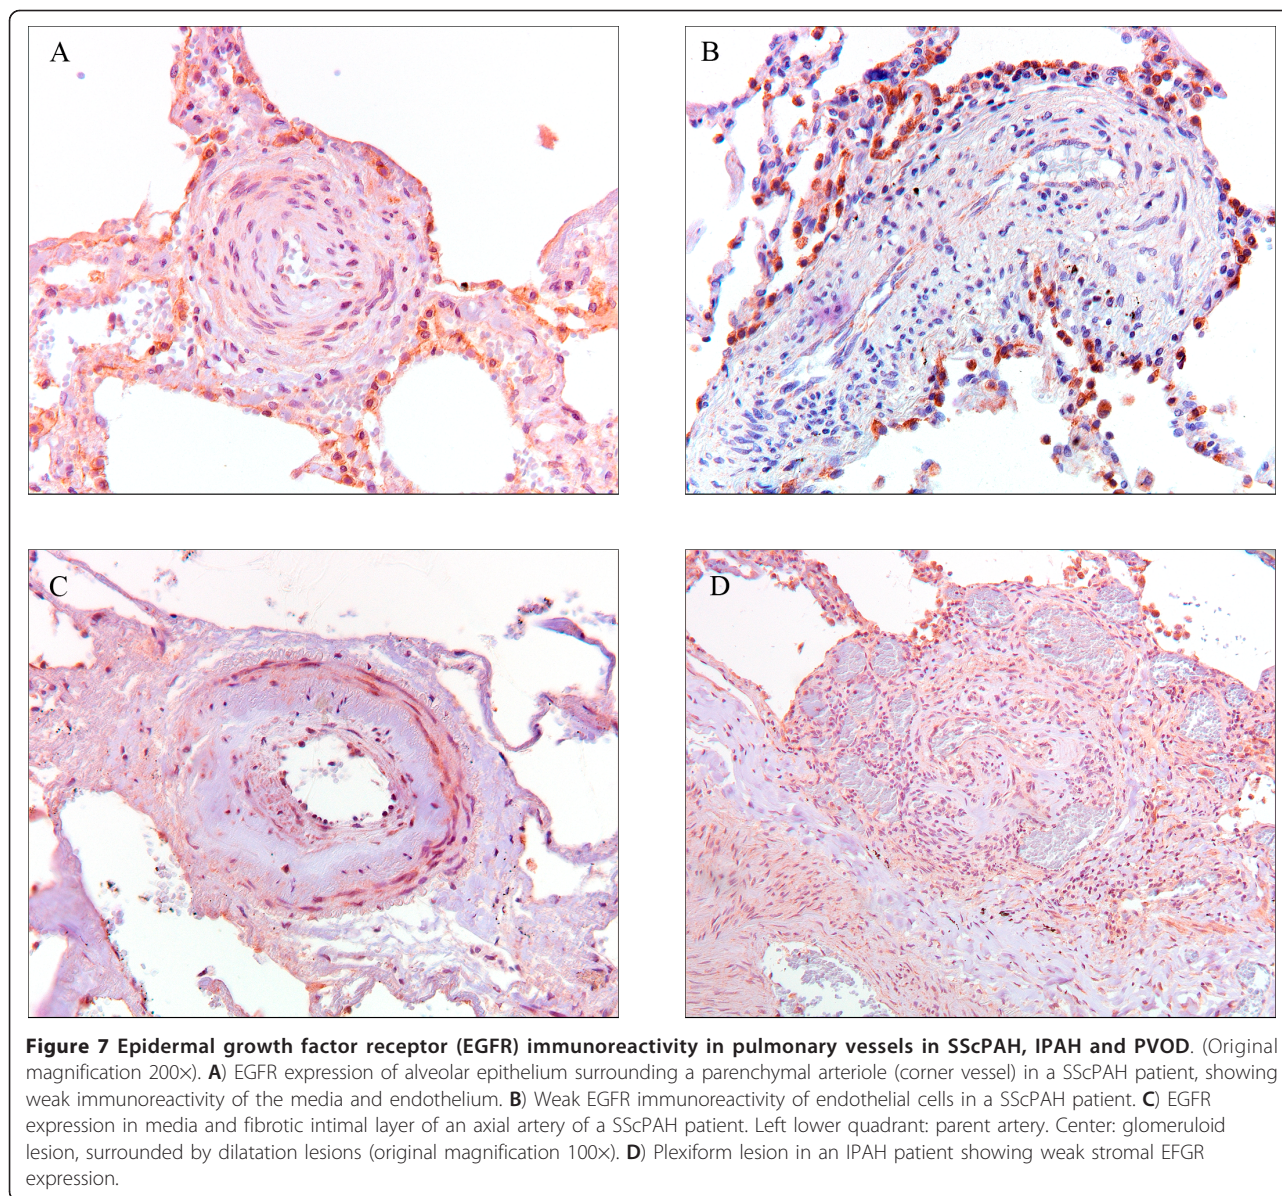 A
B
C
D
Figure 7 Epidermal growth factor receptor (EGFR) immunoreactivity in pulmonary vessels in SScPAH, IPAH and PVOD. (Original
magnification 200×). A) EGFR expression of alveolar epithelium surrounding a parenchymal arteriole (corner vessel) in a SScPAH patient, showing
weak immunoreactivity of the media and endothelium. B) Weak EGFR immunoreactivity of endothelial cells in a SScPAH patient. C) EGFR
expression in media and fibrotic intimal layer of an axial artery of a SScPAH patient. Left lower quadrant: parent artery. Center: glomeruloid
lesion, surrounded by dilatation lesions (original magnification 100×). D) Plexiform lesion in an IPAH patient showing weak stromal EFGR
expression.